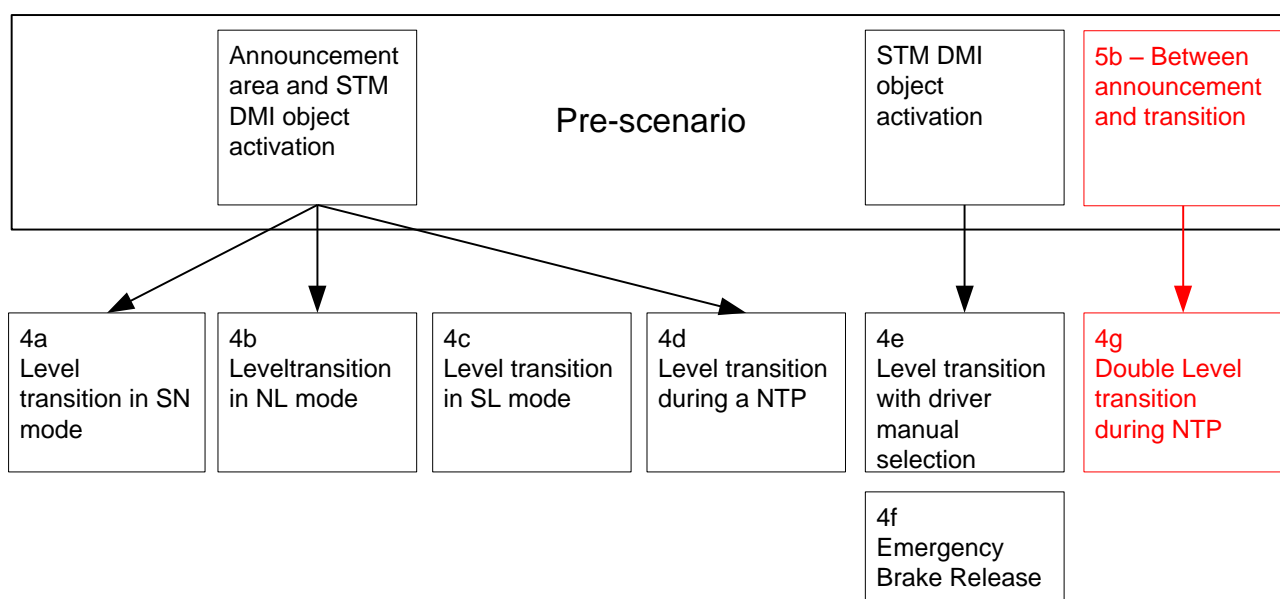 Announcement
area and STM
DMI object
activation
Pre-scenario
STM DMI
object
activation
5b – Between
announcement
and transition
4a
Level
transition in SN
mode
4b
Leveltransition
in NL mode
4c
Level transition
in SL mode
4d
Level transition
during a NTP
4e
Level transition
with driver
manual
selection
4g
Double Level
transition
during NTP
4f
Emergency
Brake Release